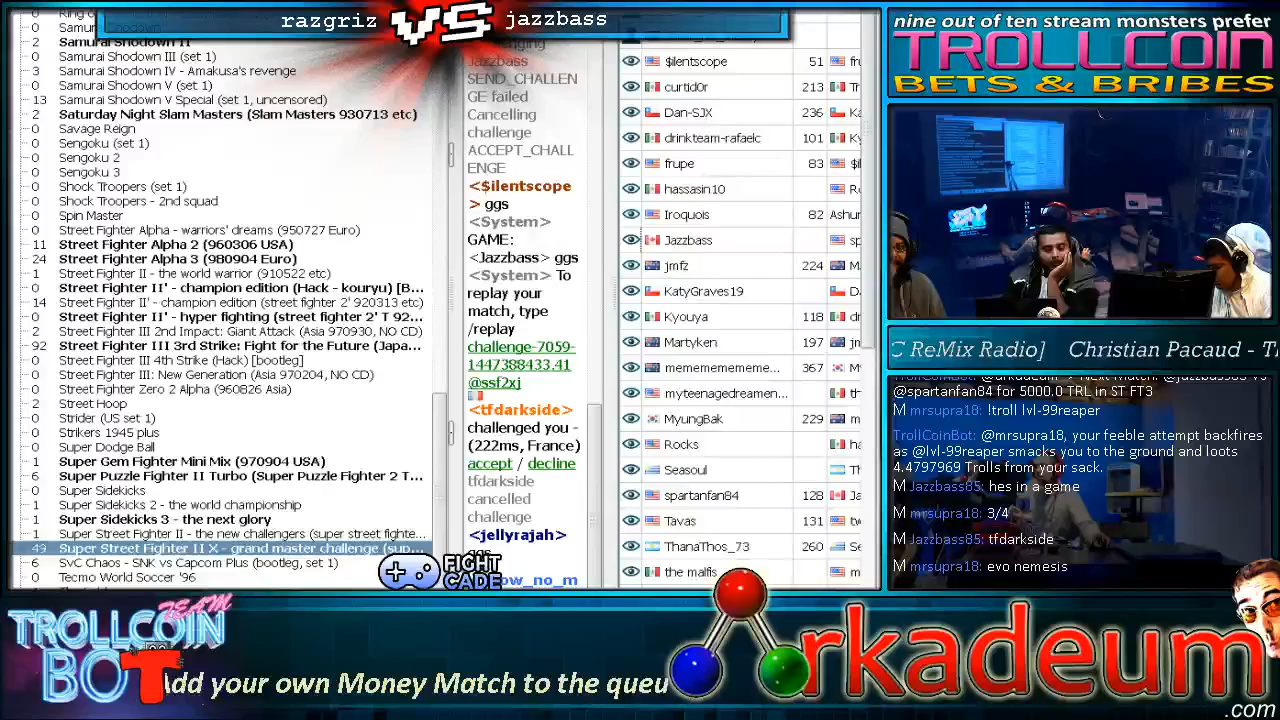 razgriz
VS
jazzbass
Samurai Shodown II
2
Samurai Shodown III (set 1)
0
Samurai Shodown IV - Amakusa's revenge
3
Samurai Shodown V (set 1)
0
Samurai Shodown V Special (set 1, uncensored)
13
Saturday Night Slam Masters (Slam Masters 930713 etc)
2
Savage Reign
0
Sengoku (set 1)
0
Sengoku 2
0
Sengoku 3
0
Shock Troopers (set 1)
0
Shock Troopers - 2nd squad
0
Spin Master
0
Street Fighter Alpha - warriors' dreams (950727 Euro)
0
Street Fighter Alpha 2 (960306 USA)
11
Street Fighter Alpha 3 (980904 Euro)
24
Street Fighter II - the world warrior (910522 etc)
1
Street Fighter II' - champion edition (Hack - kouryu) [B...
0
Street Fighter II' - champion edition (street fighter 2' 920313 etc)
14
Street Fighter II' - hyper fighting (street fighter 2' T 92...
0
Street Fighter III 2nd Impact: Giant Attack (Asia 970930, NO CD)
2
Street Fighter III 3rd Strike: Fight for the Future (Japa...
92
Street Fighter III 4th Strike (Hack) [bootleg]
0
Street Fighter III: New Generation (Asia 970204, NO CD)
0
Street Fighter Zero 2 Alpha (960826 Asia)
0
Street Hoop
2
Strider (US set 1)
0
Strikers 1945 plus
0
Super Dodge Ball
0
Super Gem Fighter Mini Mix (970904 USA)
1
Super Puzzle Fighter II Turbo (Super Puzzle Fighter 2 T...
6
Super Sidekicks
0
Super Sidekicks 2 - the world championship
1
Super Sidekicks 3 - the next glory
1
Super Street Fighter II - the new challengers (super street fighte...
1
Super Street Fighter II X - grand master challenge (sup...
49
SvC Chaos - SNK vs Capcom Plus (bootleg, set 1)
6
Tecmo World Soccer '96
0
Jazzbass
SEND_CHALLEN
GE failed
Cancelling
challenge
ACCEPT_CHALL
ENGE
<$ilentscope
> ggs
<System>
GAME:
<Jazzbass> ggs
<System> To
replay your
match, type
/replay
challenge-7059-
1447388433.41
@ssf2xj
<tfdarkside>
challenged you -
(222ms, France)
accept / decline
tfdarkside
cancelled
challenge
<jellyrajah>
ggs
FIGHT
CADE
$ilentscope 51
curtid0r 213
Dan-SJX 236
fruce 83
hassasin10
Iroquois 82
Jazzbass
jmfz 224
KatyGraves19
Kyouya 118
Martyken 197
mememememe... 367
myteenagedreamen...
MyungBak 229
Rocks
Seasoul
spartanfan84 128
Tavas 131
ThanaThos_73 260
the malfis
nine out of ten stream monsters prefer
TROLLCOIN
BETS & BRIBES
C ReMix Radio] Christian Pacand - T
TrollCoinBot: @arkadeum> Next Match: @jazzbass85 vs
@spartanfan84 for 5000.0 TRL in ST FT3
M mrsupra18: !troll lvl-99reaper
TrollCoinBot: @mrsupra18, your feeble attempt backfires
as @lvl-99reaper smacks you to the ground and loots
4.4797969 Trolls from your sack.
M Jazzbass85: hes in a game
M mrsupra18: 3/4
M Jazzbass85: tfdarkside
M mrsupra18: evo nemesis
TEAM
TROLLCOIN
BOT
Add your own Money Match to the queu
Arkadeum
.com